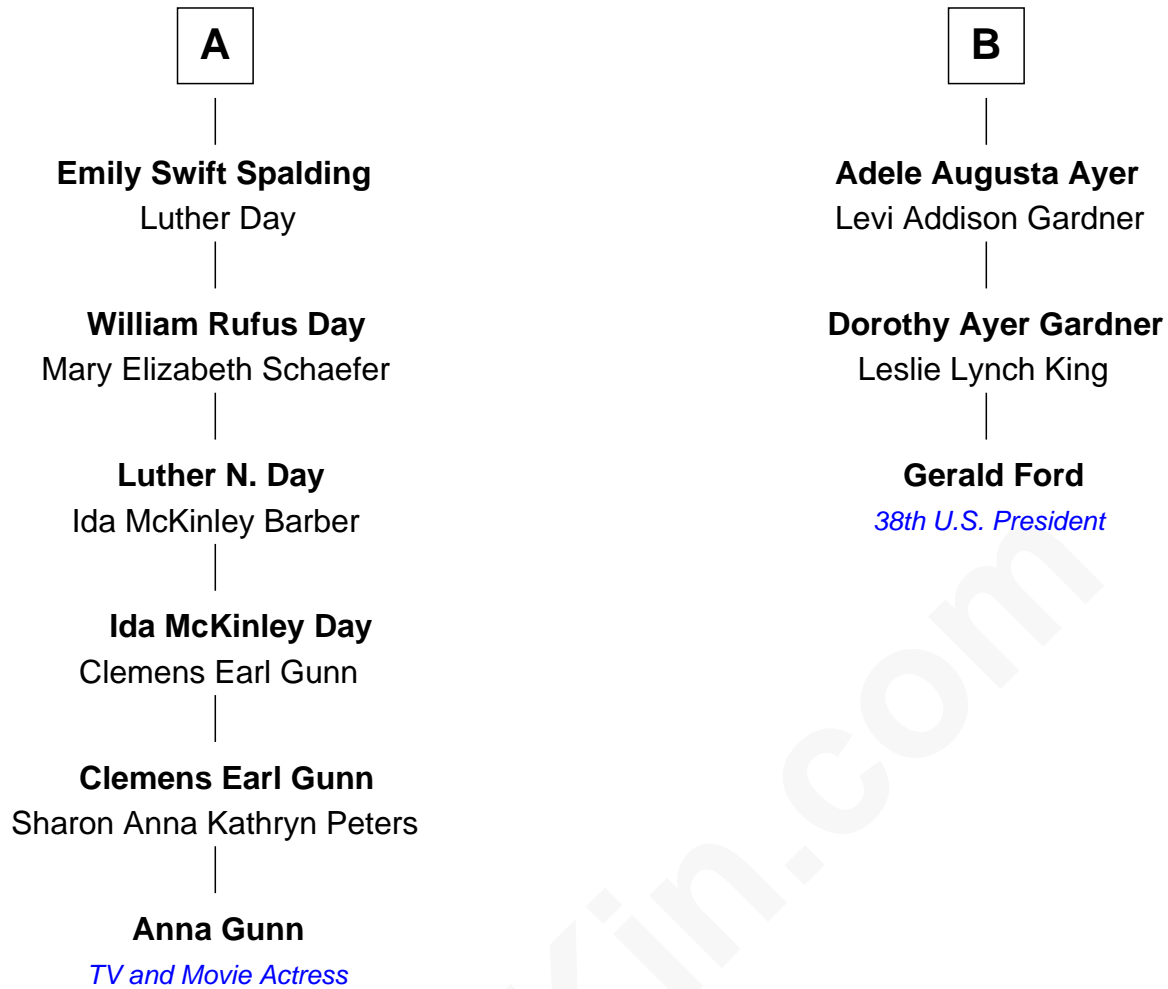 A
Emily Swift Spalding
Luther Day
William Rufus Day
Mary Elizabeth Schaefer
Luther N. Day
Ida McKinley Barber
Ida McKinley Day
Clemens Earl Gunn
Clemens Earl Gunn
Sharon Anna Kathryn Peters
Anna Gunn
TV and Movie Actress
B
Adele Augusta Ayer
Levi Addison Gardner
Dorothy Ayer Gardner
Leslie Lynch King
Gerald Ford
38th U.S. President
in.com